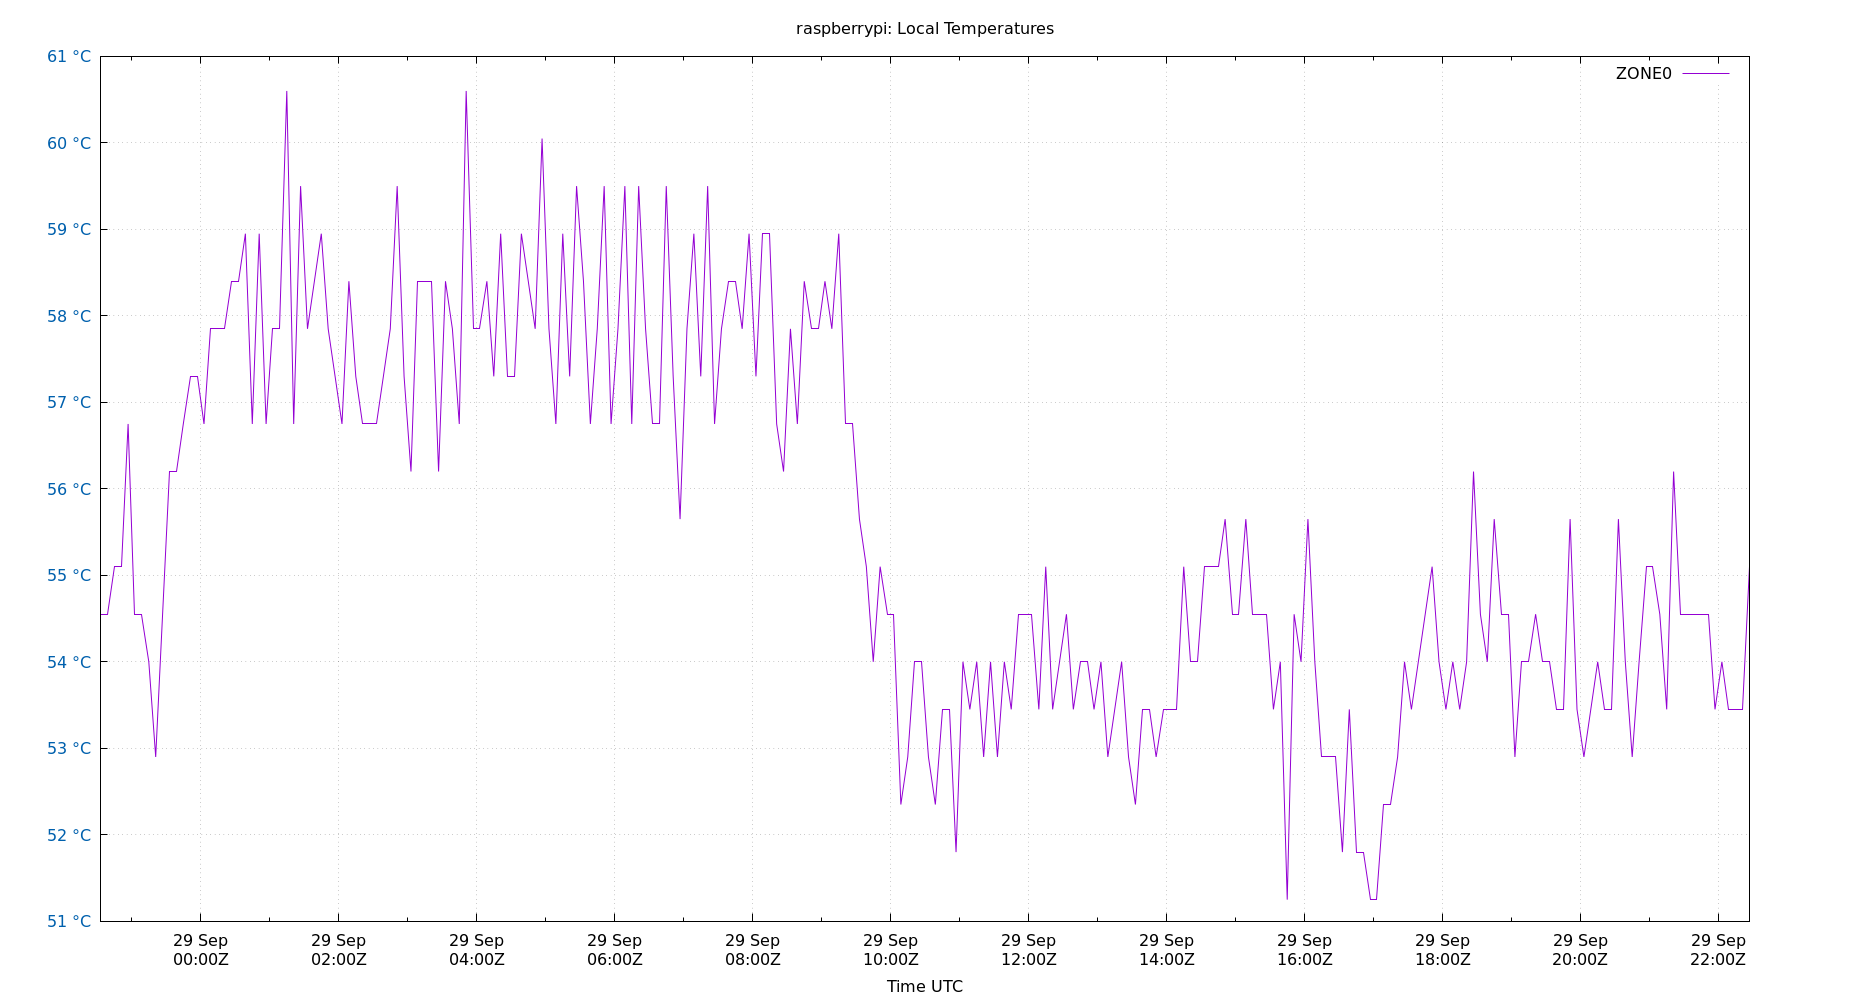 raspberrypi: Local Temperatures
61 °C
ZONE0
60 °C
59 °C
58 °C
57 °C
56 °C
55 °C
54 °C
53 °C
52 °C
51 °C
29 Sep 29 Sep 29 Sep 29 Sep 29 Sep 29 Sep 29 Sep 29 Sep 29 Sep 29 Sep 29 Sep 29 Sep
00:00Z 02:00Z 04:00Z 06:00Z 08:00Z 10:00Z 12:00Z 14:00Z 16:00Z 18:00Z 20:00Z 22:00Z
Time UTC